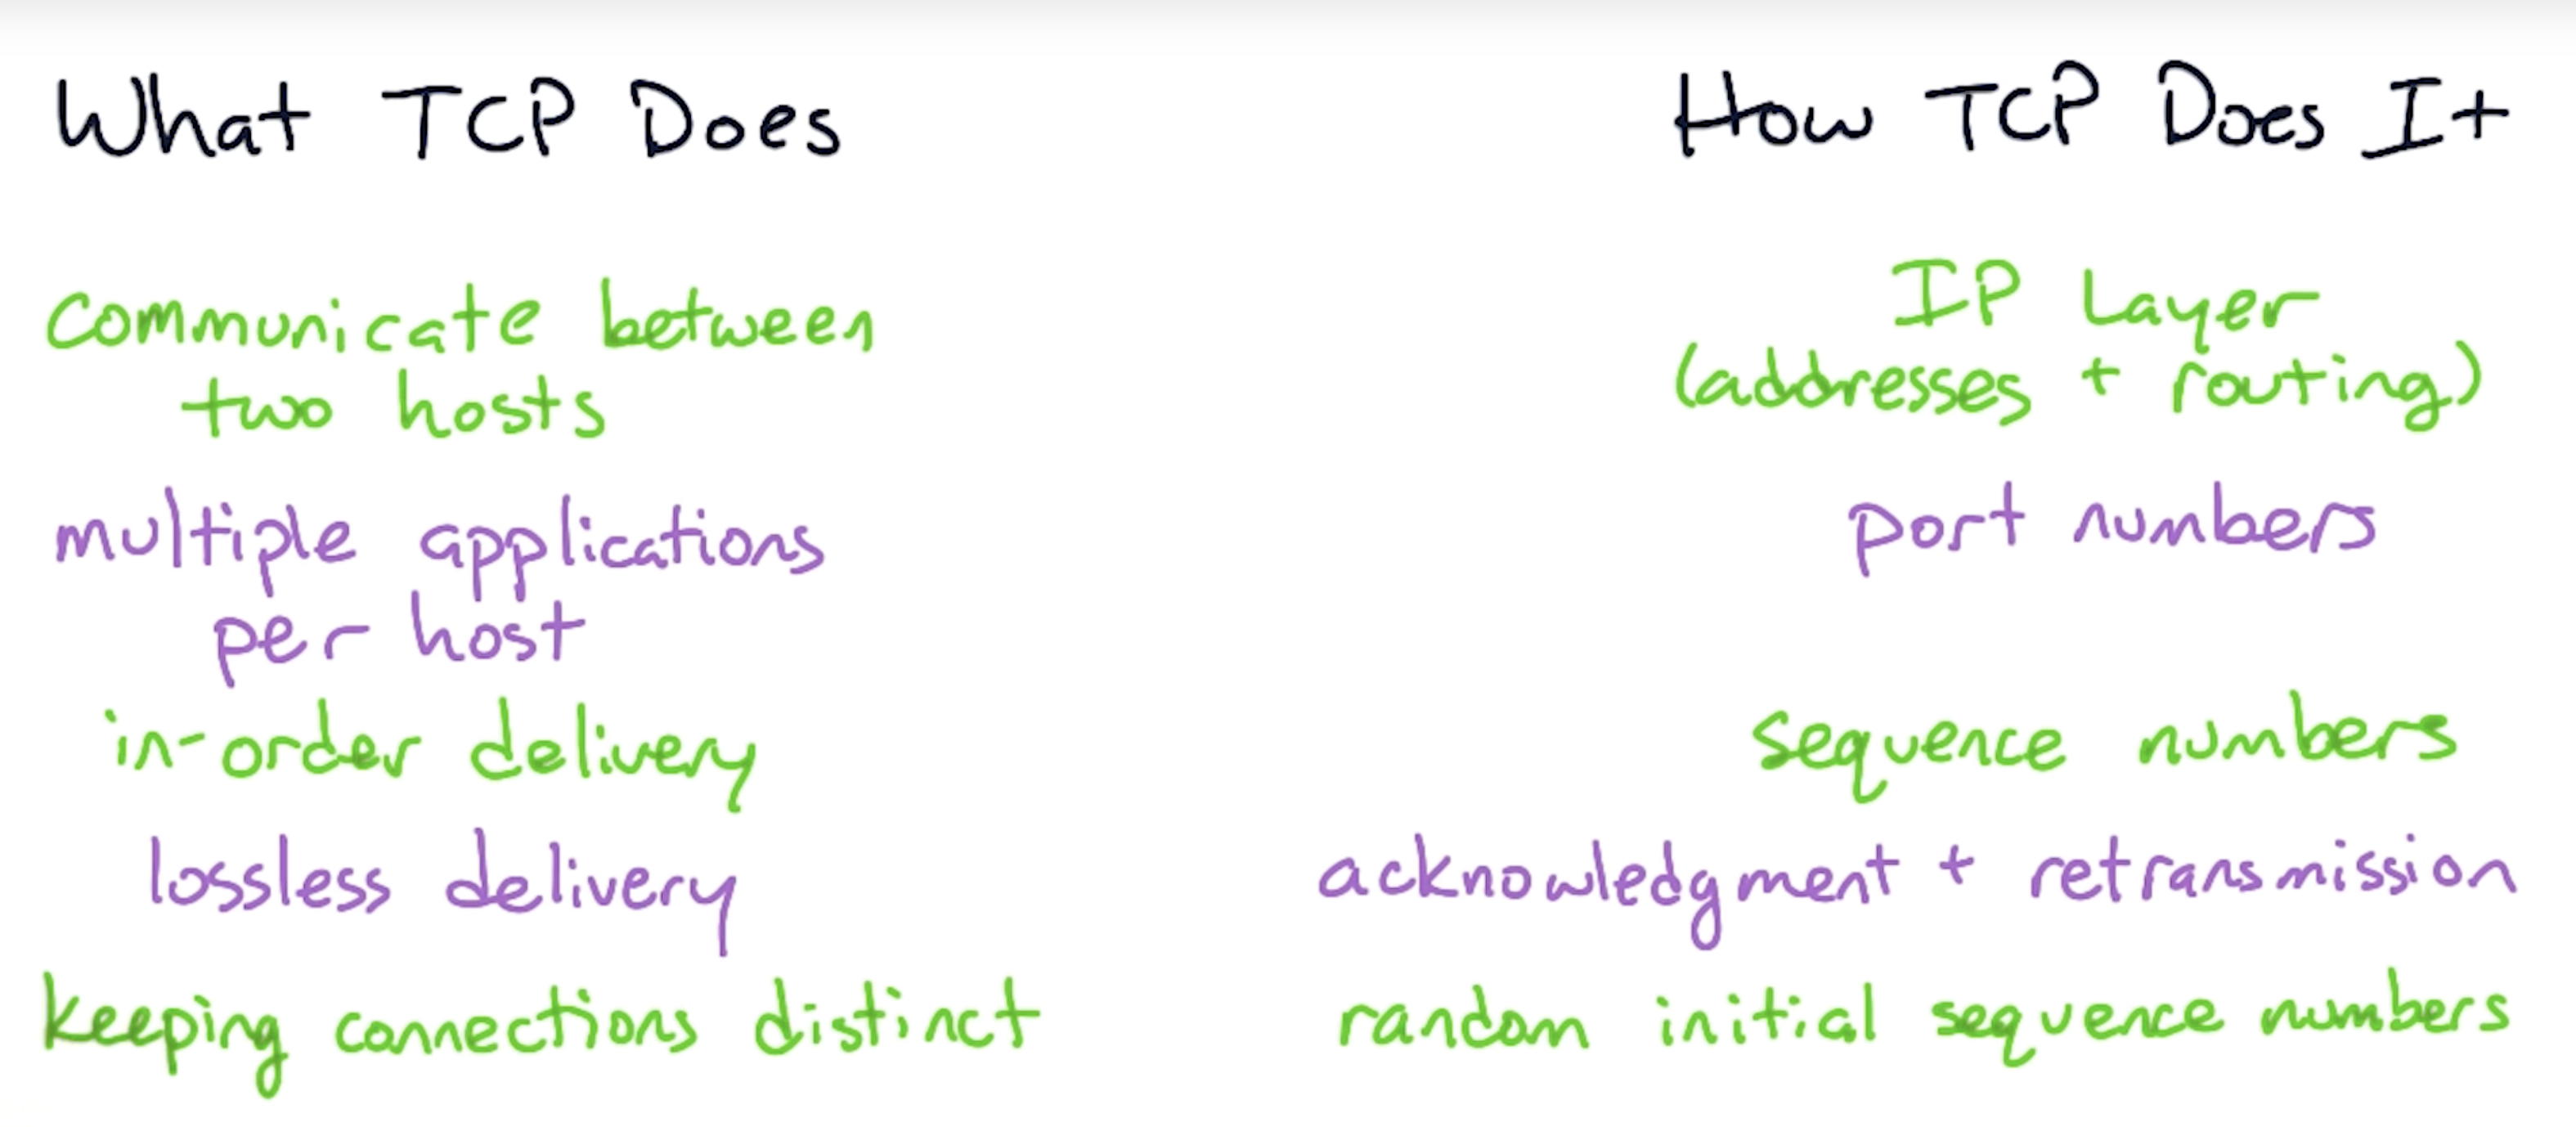 What TCP Does
How TCP Does It
Communicate between
two hosts
IP Layer
(addresses + routing)
multiple applications
per host
port numbers
in-order delivery
sequence numbers
lossless delivery
acknowledgment + retransmission
keeping connections distinct
random initial sequence numbers